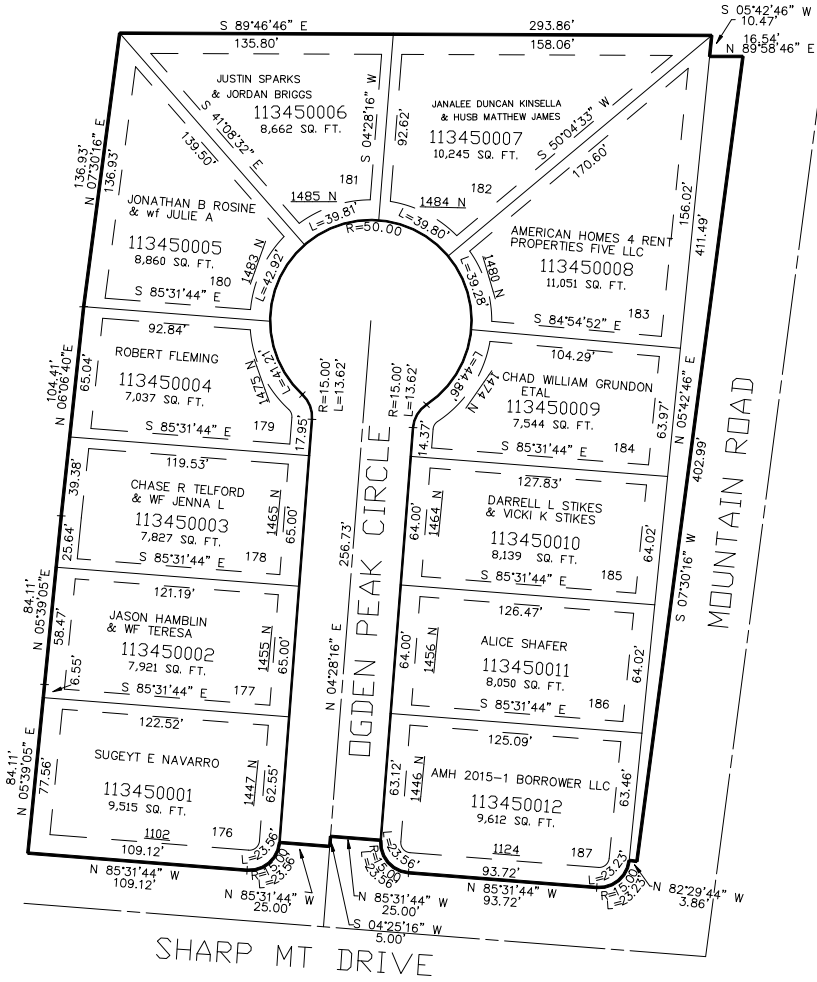 S 05°42'46" W
10.47'
16.54'
N 89°58'46" E
S 89°46'46" E
293.86'
135.80'
158.06'
JUSTIN SPARKS
& JORDAN BRIGGS
113450006
8,662 SQ. FT.
S 04°28'16" W
92.62'
JANALEE DUNCAN KINSELLA
& HUSB MATTHEW JAMES
113450007
10,245 SQ. FT.
S 41°08'32" E
139.50'
S 50°04'33" W
170.60'
181
1485 N
L=39.81'
182
1484 N
L=39.80'
R=50.00
N 07°30'16" E
136.93'
136.93'
JONATHAN B ROSINE
& wf JULIE A
113450005
8,860 SQ. FT.
180
1483 N
L=42.92'
S 85°31'44" E
156.02'
411.49'
AMERICAN HOMES 4 RENT
PROPERTIES FIVE LLC
113450008
11,051 SQ. FT.
183
1480 N
L=39.28'
S 84°54'52" E
92.84'
ROBERT FLEMING
113450004
7,037 SQ. FT.
179
1475 N
L=41.21'
S 85°31'44" E
17.95'
65.04'
104.41'
N 06°06'40"E
R=15.00'
L=13.62'
R=15.00'
L=13.62'
104.29'
L=44.86'
1474 N
CHAD WILLIAM GRUNDON
ETAL
113450009
7,544 SQ. FT.
184
S 85°31'44" E
14.37'
63.97'
N 05°42'46" E
402.99'
MOUNTAIN ROAD
119.53'
39.38'
25.64'
CHASE R TELFORD
& WF JENNA L
113450003
7,827 SQ. FT.
178
1465 N
65.00'
S 85°31'44" E
127.83'
DARRELL L STIKES
& VICKI K STIKES
113450010
8,139 SQ. FT.
185
1464 N
64.00'
64.02'
S 85°31'44" E
S 07°30'16" W
256.73'
N 04°28'16" E
OGDEN PEAK CIRCLE
121.19'
JASON HAMBLIN
& WF TERESA
113450002
7,921 SQ. FT.
177
1455 N
65.00'
S 85°31'44" E
84.11'
N 05°39'05"E
58.47'
6.55'
126.47'
ALICE SHAFER
113450011
8,050 SQ. FT.
186
1456 N
64.00'
64.02'
S 85°31'44" E
122.52'
SUGEYT E NAVARRO
113450001
9,515 SQ. FT.
176
1447 N
62.55'
1102
109.12'
84.11'
N 05°39'05" E
77.56'
125.09'
AMH 2015-1 BORROWER LLC
113450012
9,612 SQ. FT.
187
1446 N
63.12'
63.46'
1124
93.72'
L=23.56'
R=15.00
L=23.56'
L=23.56'
R=15.00
L=23.56'
L=23.23'
R=15.00'
L=23.23'
N 85°31'44" W
109.12'
N 85°31'44" W
25.00'
N 85°31'44" W
25.00'
S 04°25'16" W
5.00'
N 85°31'44" W
93.72'
N 82°29'44" W
3.86'
SHARP MT DRIVE